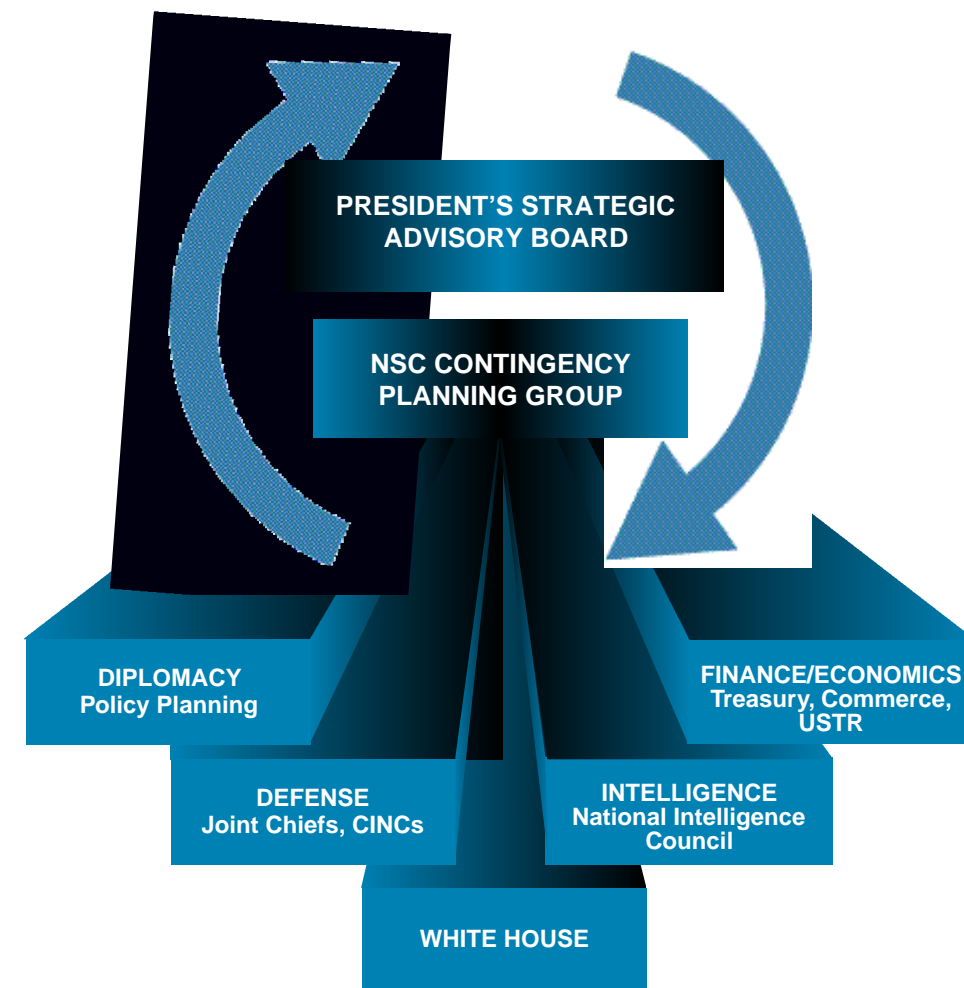 PRESIDENT’S STRATEGIC
ADVISORY BOARD
NSC CONTINGENCY
PLANNING GROUP
DIPLOMACY
Policy Planning
FINANCE/ECONOMICS
Treasury, Commerce,
USTR
DEFENSE
Joint Chiefs, CINCs
INTELLIGENCE
National Intelligence
Council
WHITE HOUSE